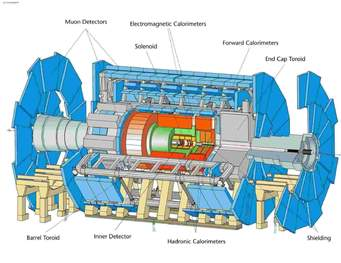 Muon Detectors
Electromagnetic Calorimeters
Solenoid
Forward Calorimeters
End Cap Toroid
Barrel Toroid
Inner Detector
Hadronic Calorimeters
Shielding